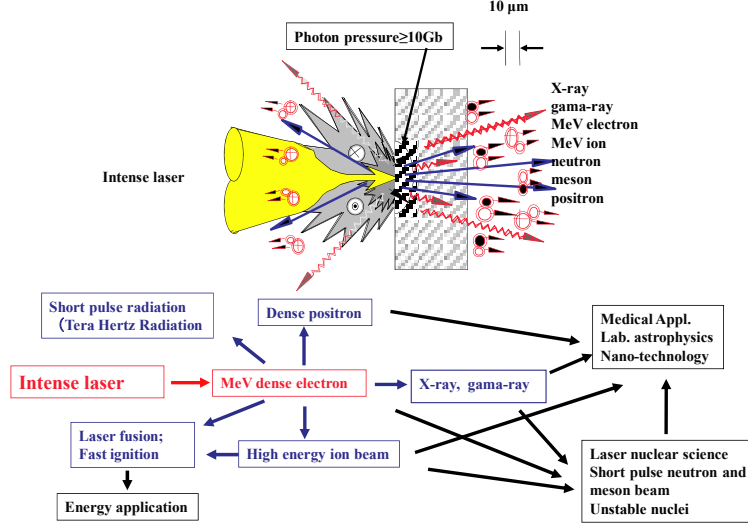 10 μm
Photon pressure≥10Gb
X-ray
gama-ray
MeV electron
MeV ion
neutron
meson
positron
Intense laser
Short pulse radiation
（Tera Hertz Radiation
Dense positron
Medical Appl.
Lab. astrophysics
Nano-technology
Intense laser
MeV dense electron
X-ray, gama-ray
Laser fusion;
Fast ignition
High energy ion beam
Laser nuclear science
Short pulse neutron and
meson beam
Unstable nuclei
Energy application